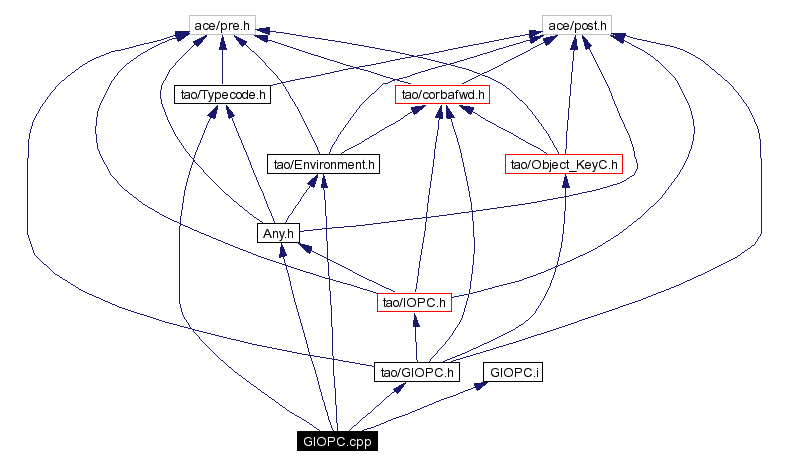 ace/pre.h
ace/post.h
tao/Typecode.h
tao/corbafwd.h
tao/Environment.h
tao/Object_KeyC.h
Any.h
tao/IOPC.h
tao/GIOPC.h
GIOPC.i
GIOPC.cpp